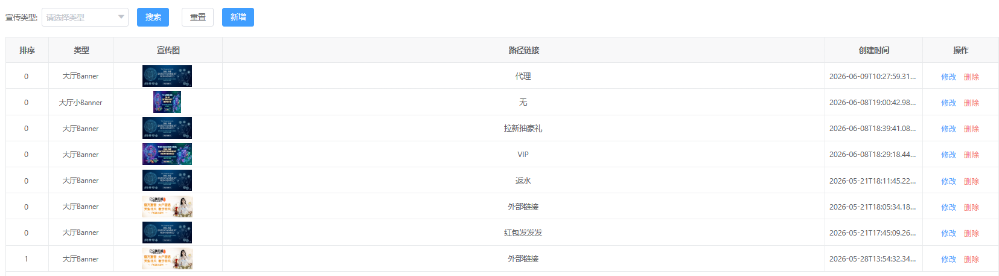 宣传类型: 请选择类型 搜索 重置 新增
排序 类型 宣传图 路径链接 创建时间 操作
0 大厅Banner 代理 2026-06-09T10:27:59.31... 修改 删除
0 大厅小Banner 无 2026-06-08T19:00:42.98... 修改 删除
0 大厅Banner 拉新抽豪礼 2026-06-08T18:39:41.08... 修改 删除
0 大厅Banner VIP 2026-06-08T18:29:18.44... 修改 删除
0 大厅Banner 返水 2026-05-21T18:11:45.22... 修改 删除
0 大厅Banner 外部链接 2026-05-21T18:05:34.18... 修改 删除
0 大厅Banner 红包发发发 2026-05-21T17:45:09.26... 修改 删除
1 大厅Banner 外部链接 2026-05-28T13:54:32.34... 修改 删除